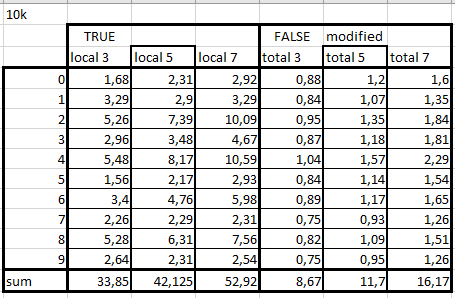 10k
TRUE FALSE modified
local 3 local 5 local 7 total 3 total 5 total 7
0 1,68 2,31 2,92 0,88 1,2 1,6
1 3,29 2,9 3,29 0,84 1,07 1,35
2 5,26 7,39 10,09 0,95 1,35 1,84
3 2,96 3,48 4,67 0,87 1,18 1,81
4 5,48 8,17 10,59 1,04 1,57 2,29
5 1,56 2,17 2,93 0,84 1,14 1,54
6 3,4 4,76 5,98 0,89 1,17 1,65
7 2,26 2,29 2,31 0,75 0,93 1,26
8 5,28 6,31 7,56 0,82 1,09 1,51
9 2,64 2,31 2,54 0,75 0,95 1,26
sum 33,85 42,125 52,92 8,67 11,7 16,17